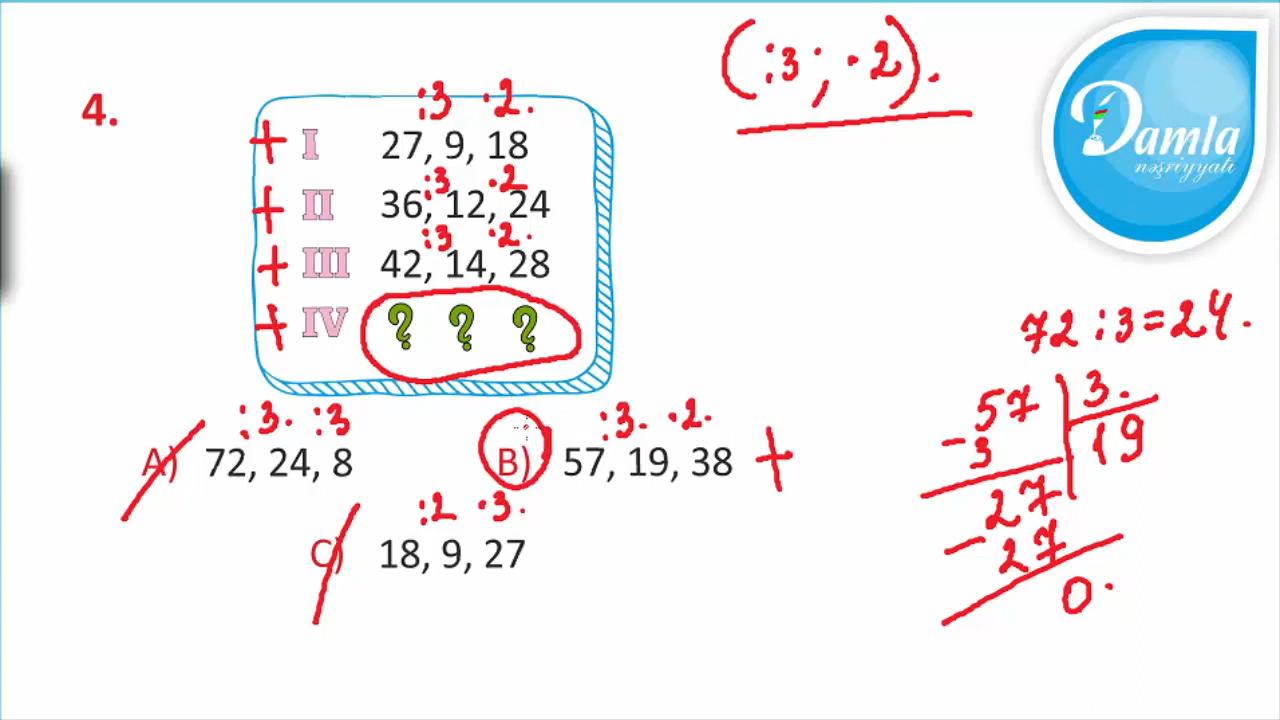 (:3 ; ·2).
Damla
nəşriyyatı
4.
:3 ·2.
+ I 27, 9, 18
:3 ·2
+ II 36, 12, 24
:3 ·2.
+ III 42, 14, 28
+ IV ? ? ?
72:3=24.
:3. :3
A) 72, 24, 8
:3. ·2.
B) 57, 19, 38 +
:2 ·3.
C) 18, 9, 27
57 3.
-3 19
27
-27
0.